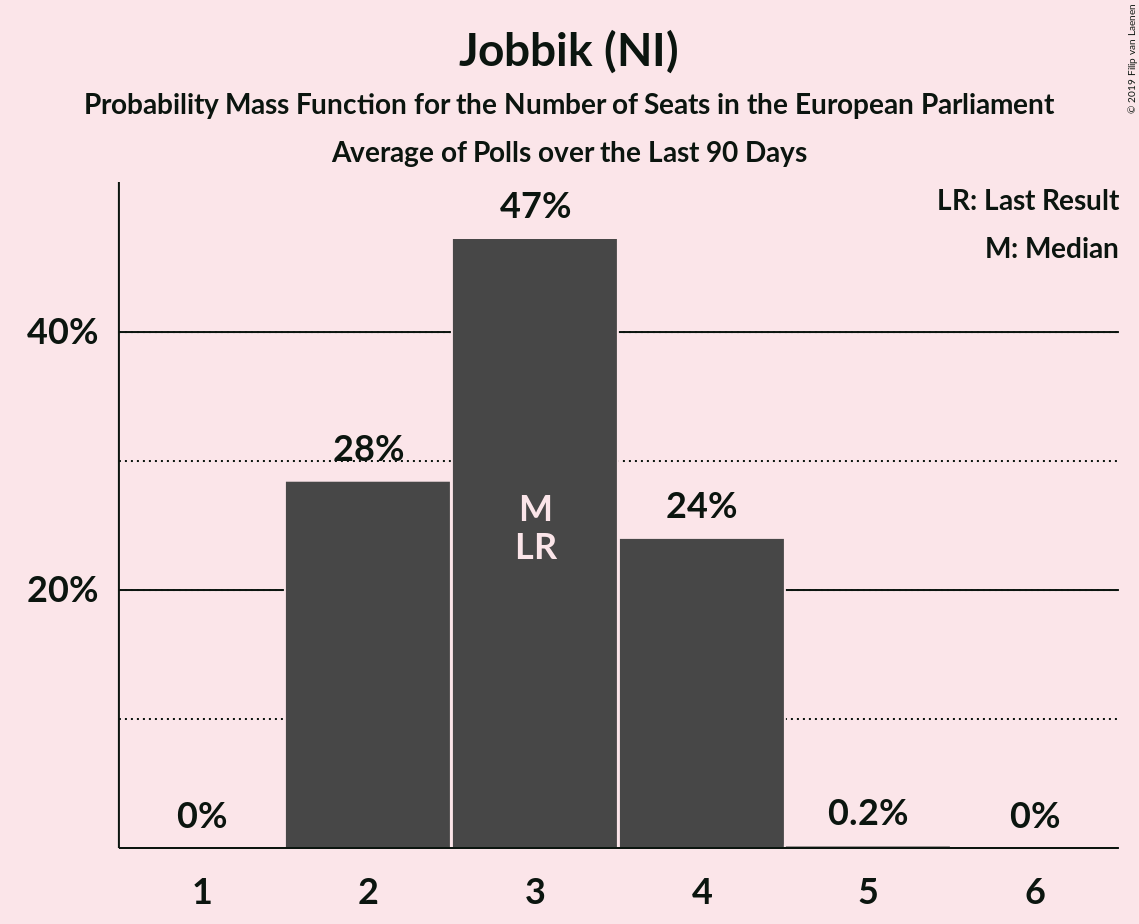 Jobbik (NI)
Probability Mass Function for the Number of Seats in the European Parliament
Average of Polls over the Last 90 Days
© 2019 Filip van Laenen
LR: Last Result
M: Median
47%
40%
28%
M
LR
24%
20%
0%
0.2%
0%
1 2 3 4 5 6